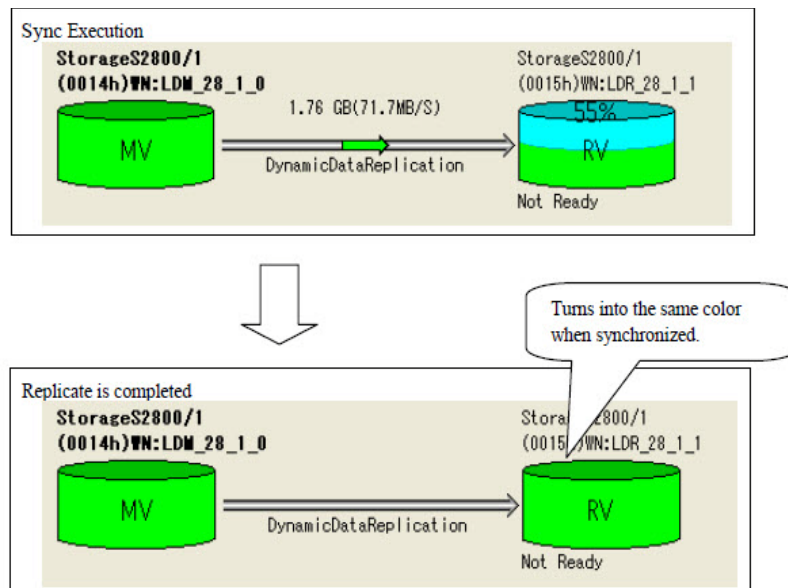 Sync Execution
StorageS2800/1
(0014h)WN:LDM_28_1_0
StorageS2800/1
(0015h)WN:LDR_28_1_1
1.76 GB(71.7MB/S)
55%
MV
RV
DynamicDataReplication
Not Ready
Turns into the same color
when synchronized.
Replicate is completed
StorageS2800/1
(0014h)WN:LDM_28_1_0
WN:LDR_28_1_1
MV
RV
DynamicDataReplication
Not Ready